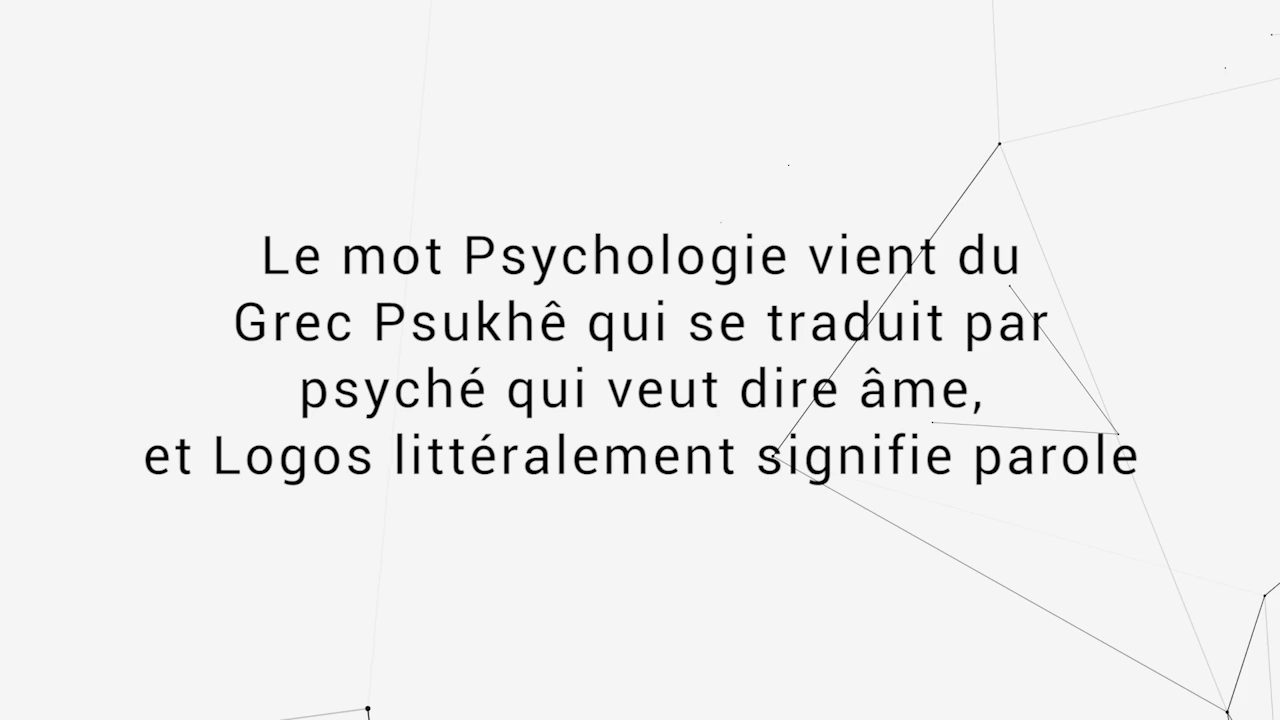 Le mot Psychologie vient du
Grec Psukhê qui se traduit par
psyché qui veut dire âme,
et Logos littéralement signifie parole